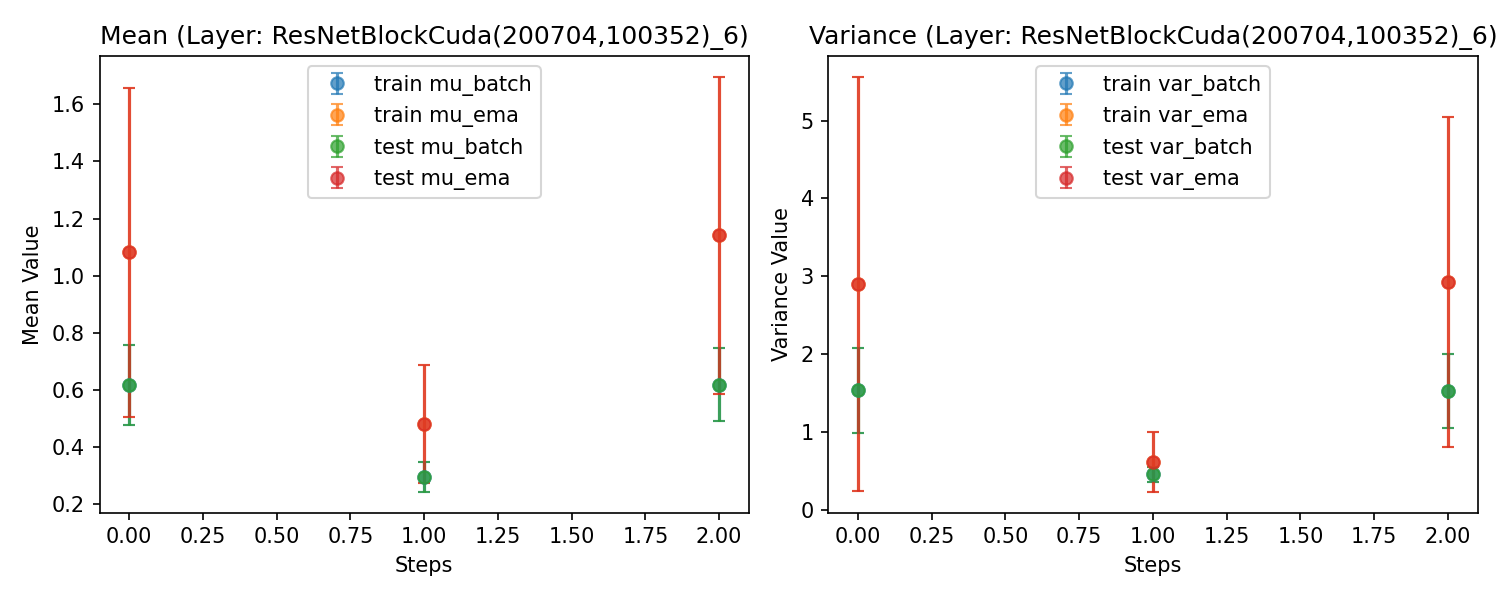 Mean (Layer: ResNetBlockCuda(200704,100352)_6)
train mu_batch
train mu_ema
test mu_batch
test mu_ema
Mean Value
1.6
1.4
1.2
1.0
0.8
0.6
0.4
0.2
0.00 0.25 0.50 0.75 1.00 1.25 1.50 1.75 2.00
Steps
Variance (Layer: ResNetBlockCuda(200704,100352)_6)
train var_batch
train var_ema
test var_batch
test var_ema
Variance Value
5
4
3
2
1
0
0.00 0.25 0.50 0.75 1.00 1.25 1.50 1.75 2.00
Steps